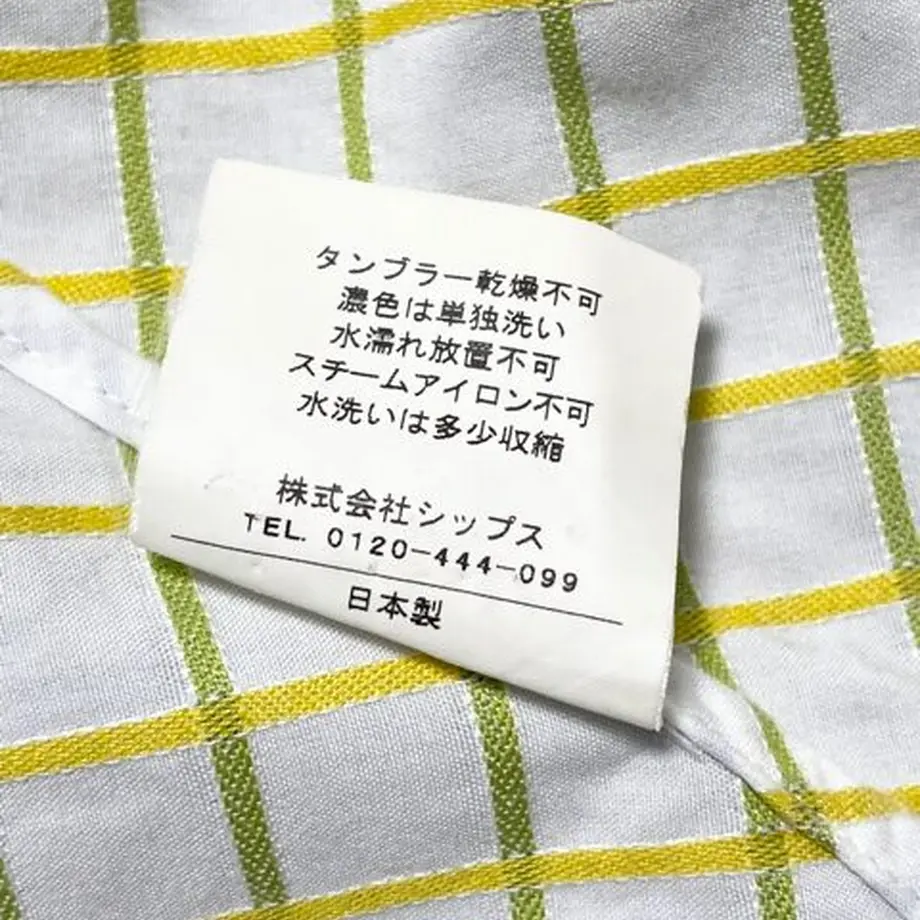 タンブラー乾燥不可
濃色は単独洗い
水濡れ放置不可
スチームアイロン不可
水洗いは多少収縮
株式会社シップス
TEL. 0120-444-099
日本製